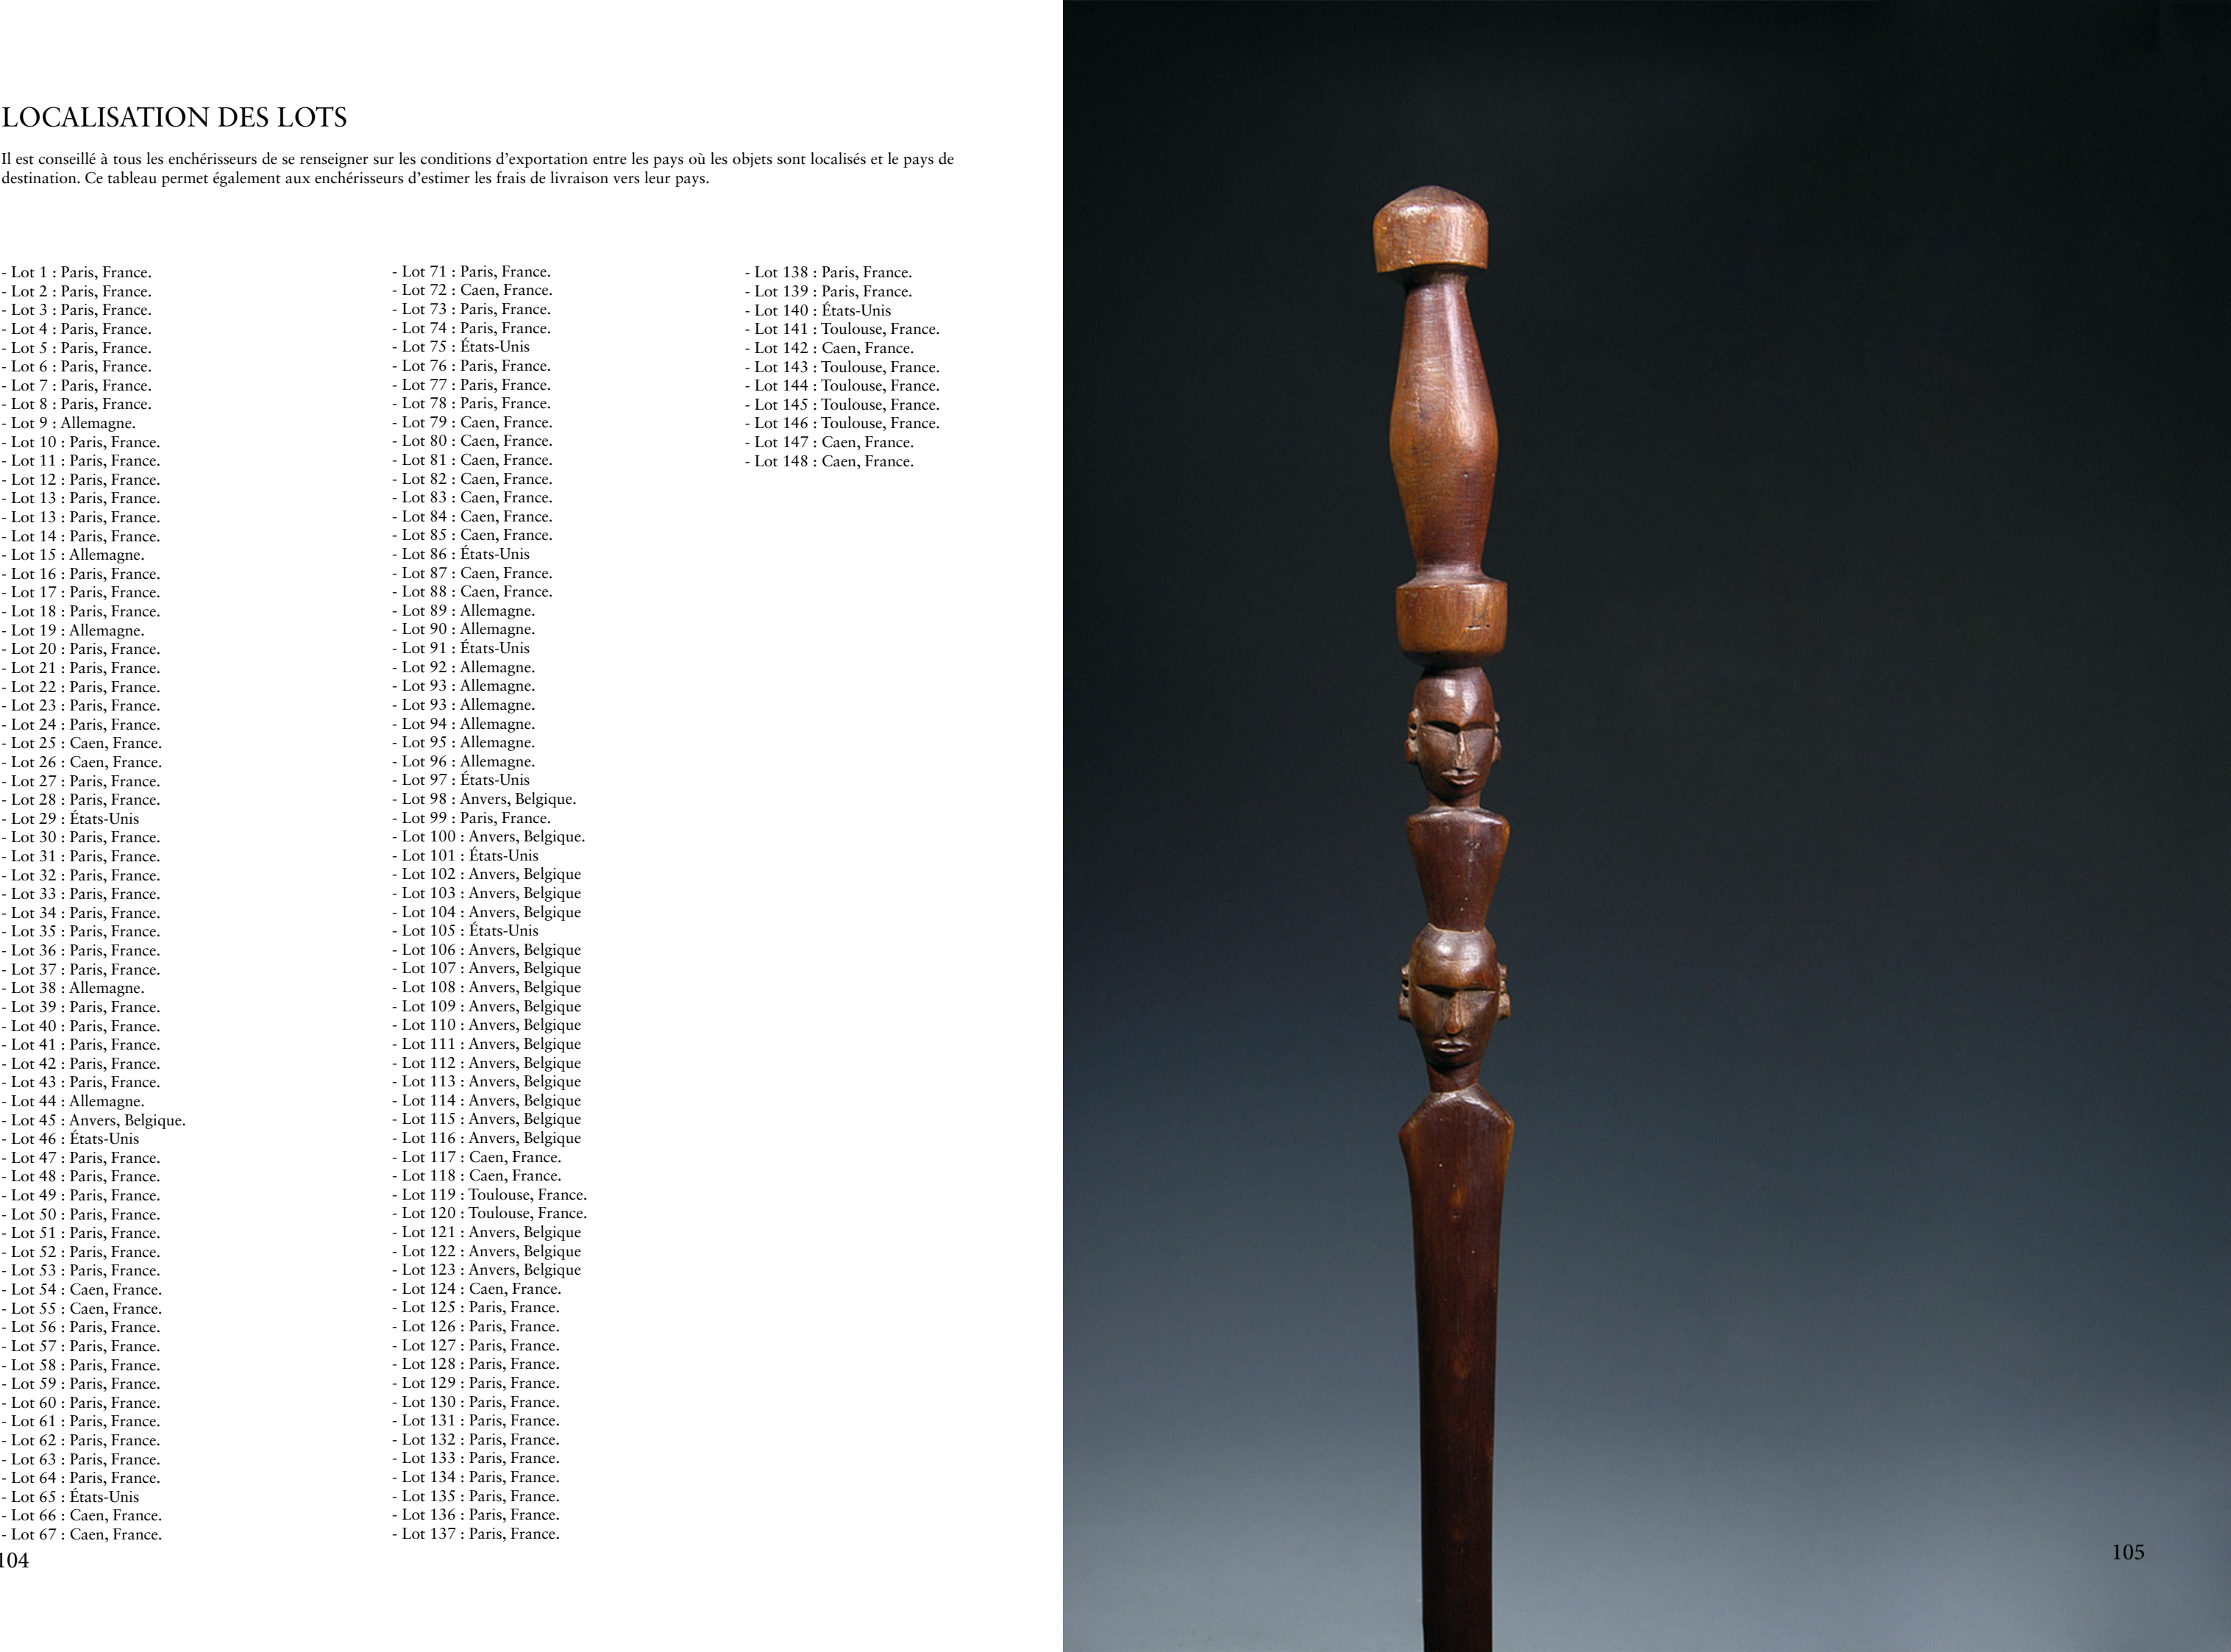 LOCALISATION DES LOTS
Il est conseillé à tous les enchérisseurs de se renseigner sur les conditions d’exportation entre les pays où les objets sont localisés et le pays de
destination. Ce tableau permet également aux enchérisseurs d’estimer les frais de livraison vers leur pays.
- Lot 1 : Paris, France.
- Lot 2 : Paris, France.
- Lot 3 : Paris, France.
- Lot 4 : Paris, France.
- Lot 5 : Paris, France.
- Lot 6 : Paris, France.
- Lot 7 : Paris, France.
- Lot 8 : Paris, France.
- Lot 9 : Allemagne.
- Lot 10 : Paris, France.
- Lot 11 : Paris, France.
- Lot 12 : Paris, France.
- Lot 13 : Paris, France.
- Lot 13 : Paris, France.
- Lot 14 : Paris, France.
- Lot 15 : Allemagne.
- Lot 16 : Paris, France.
- Lot 17 : Paris, France.
- Lot 18 : Paris, France.
- Lot 19 : Allemagne.
- Lot 20 : Paris, France.
- Lot 21 : Paris, France.
- Lot 22 : Paris, France.
- Lot 23 : Paris, France.
- Lot 24 : Paris, France.
- Lot 25 : Caen, France.
- Lot 26 : Caen, France.
- Lot 27 : Paris, France.
- Lot 28 : Paris, France.
- Lot 29 : États-Unis
- Lot 30 : Paris, France.
- Lot 31 : Paris, France.
- Lot 32 : Paris, France.
- Lot 33 : Paris, France.
- Lot 34 : Paris, France.
- Lot 35 : Paris, France.
- Lot 36 : Paris, France.
- Lot 37 : Paris, France.
- Lot 38 : Allemagne.
- Lot 39 : Paris, France.
- Lot 40 : Paris, France.
- Lot 41 : Paris, France.
- Lot 42 : Paris, France.
- Lot 43 : Paris, France.
- Lot 44 : Allemagne.
- Lot 45 : Anvers, Belgique.
- Lot 46 : États-Unis
- Lot 47 : Paris, France.
- Lot 48 : Paris, France.
- Lot 49 : Paris, France.
- Lot 50 : Paris, France.
- Lot 51 : Paris, France.
- Lot 52 : Paris, France.
- Lot 53 : Paris, France.
- Lot 54 : Caen, France.
- Lot 55 : Caen, France.
- Lot 56 : Paris, France.
- Lot 57 : Paris, France.
- Lot 58 : Paris, France.
- Lot 59 : Paris, France.
- Lot 60 : Paris, France.
- Lot 61 : Paris, France.
- Lot 62 : Paris, France.
- Lot 63 : Paris, France.
- Lot 64 : Paris, France.
- Lot 65 : États-Unis
- Lot 66 : Caen, France.
- Lot 67 : Caen, France.
- Lot 71 : Paris, France.
- Lot 72 : Caen, France.
- Lot 73 : Paris, France.
- Lot 74 : Paris, France.
- Lot 75 : États-Unis
- Lot 76 : Paris, France.
- Lot 77 : Paris, France.
- Lot 78 : Paris, France.
- Lot 79 : Caen, France.
- Lot 80 : Caen, France.
- Lot 81 : Caen, France.
- Lot 82 : Caen, France.
- Lot 83 : Caen, France.
- Lot 84 : Caen, France.
- Lot 85 : Caen, France.
- Lot 86 : États-Unis
- Lot 87 : Caen, France.
- Lot 88 : Caen, France.
- Lot 89 : Allemagne.
- Lot 90 : Allemagne.
- Lot 91 : États-Unis
- Lot 92 : Allemagne.
- Lot 93 : Allemagne.
- Lot 93 : Allemagne.
- Lot 94 : Allemagne.
- Lot 95 : Allemagne.
- Lot 96 : Allemagne.
- Lot 97 : États-Unis
- Lot 98 : Anvers, Belgique.
- Lot 99 : Paris, France.
- Lot 100 : Anvers, Belgique.
- Lot 101 : États-Unis
- Lot 102 : Anvers, Belgique
- Lot 103 : Anvers, Belgique
- Lot 104 : Anvers, Belgique
- Lot 105 : États-Unis
- Lot 106 : Anvers, Belgique
- Lot 107 : Anvers, Belgique
- Lot 108 : Anvers, Belgique
- Lot 109 : Anvers, Belgique
- Lot 110 : Anvers, Belgique
- Lot 111 : Anvers, Belgique
- Lot 112 : Anvers, Belgique
- Lot 113 : Anvers, Belgique
- Lot 114 : Anvers, Belgique
- Lot 115 : Anvers, Belgique
- Lot 116 : Anvers, Belgique
- Lot 117 : Caen, France.
- Lot 118 : Caen, France.
- Lot 119 : Toulouse, France.
- Lot 120 : Toulouse, France.
- Lot 121 : Anvers, Belgique
- Lot 122 : Anvers, Belgique
- Lot 123 : Anvers, Belgique
- Lot 124 : Caen, France.
- Lot 125 : Paris, France.
- Lot 126 : Paris, France.
- Lot 127 : Paris, France.
- Lot 128 : Paris, France.
- Lot 129 : Paris, France.
- Lot 130 : Paris, France.
- Lot 131 : Paris, France.
- Lot 132 : Paris, France.
- Lot 133 : Paris, France.
- Lot 134 : Paris, France.
- Lot 135 : Paris, France.
- Lot 136 : Paris, France.
- Lot 137 : Paris, France.
- Lot 138 : Paris, France.
- Lot 139 : Paris, France.
- Lot 140 : États-Unis
- Lot 141 : Toulouse, France.
- Lot 142 : Caen, France.
- Lot 143 : Toulouse, France.
- Lot 144 : Toulouse, France.
- Lot 145 : Toulouse, France.
- Lot 146 : Toulouse, France.
- Lot 147 : Caen, France.
- Lot 148 : Caen, France.
104
105